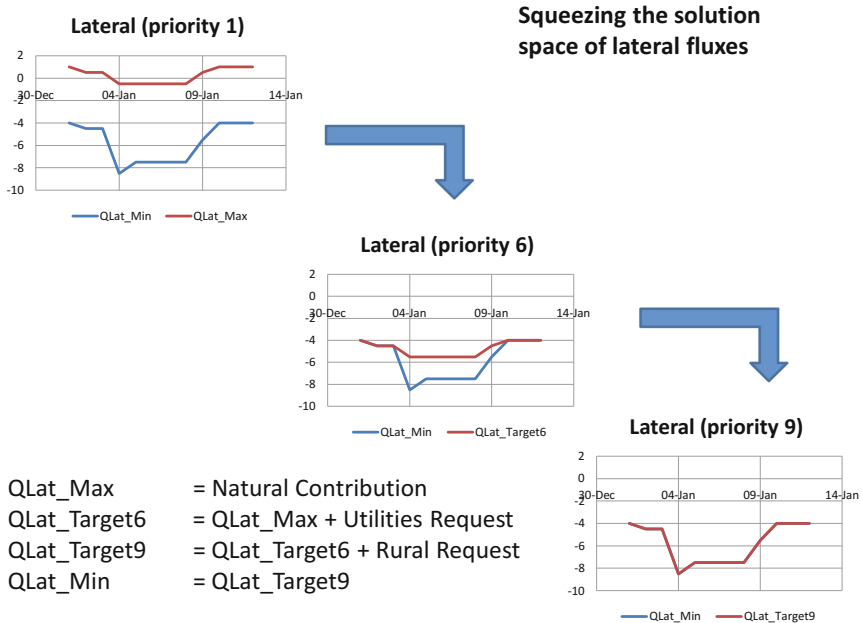 Squeezing the solution
space of lateral fluxes
Lateral (priority 1)
2
0
-2
-4
-6
-8
-10
30-Dec 04-Jan 09-Jan 14-Jan
QLat_Min QLat_Max
Lateral (priority 6)
2
0
-2
-4
-6
-8
-10
30-Dec 04-Jan 09-Jan 14-Jan
QLat_Min QLat_Target6
Lateral (priority 9)
2
0
-2
-4
-6
-8
-10
30-Dec 04-Jan 09-Jan 14-Jan
QLat_Min QLat_Target9
QLat_Max = Natural Contribution
QLat_Target6 = QLat_Max + Utilities Request
QLat_Target9 = QLat_Target6 + Rural Request
QLat_Min = QLat_Target9